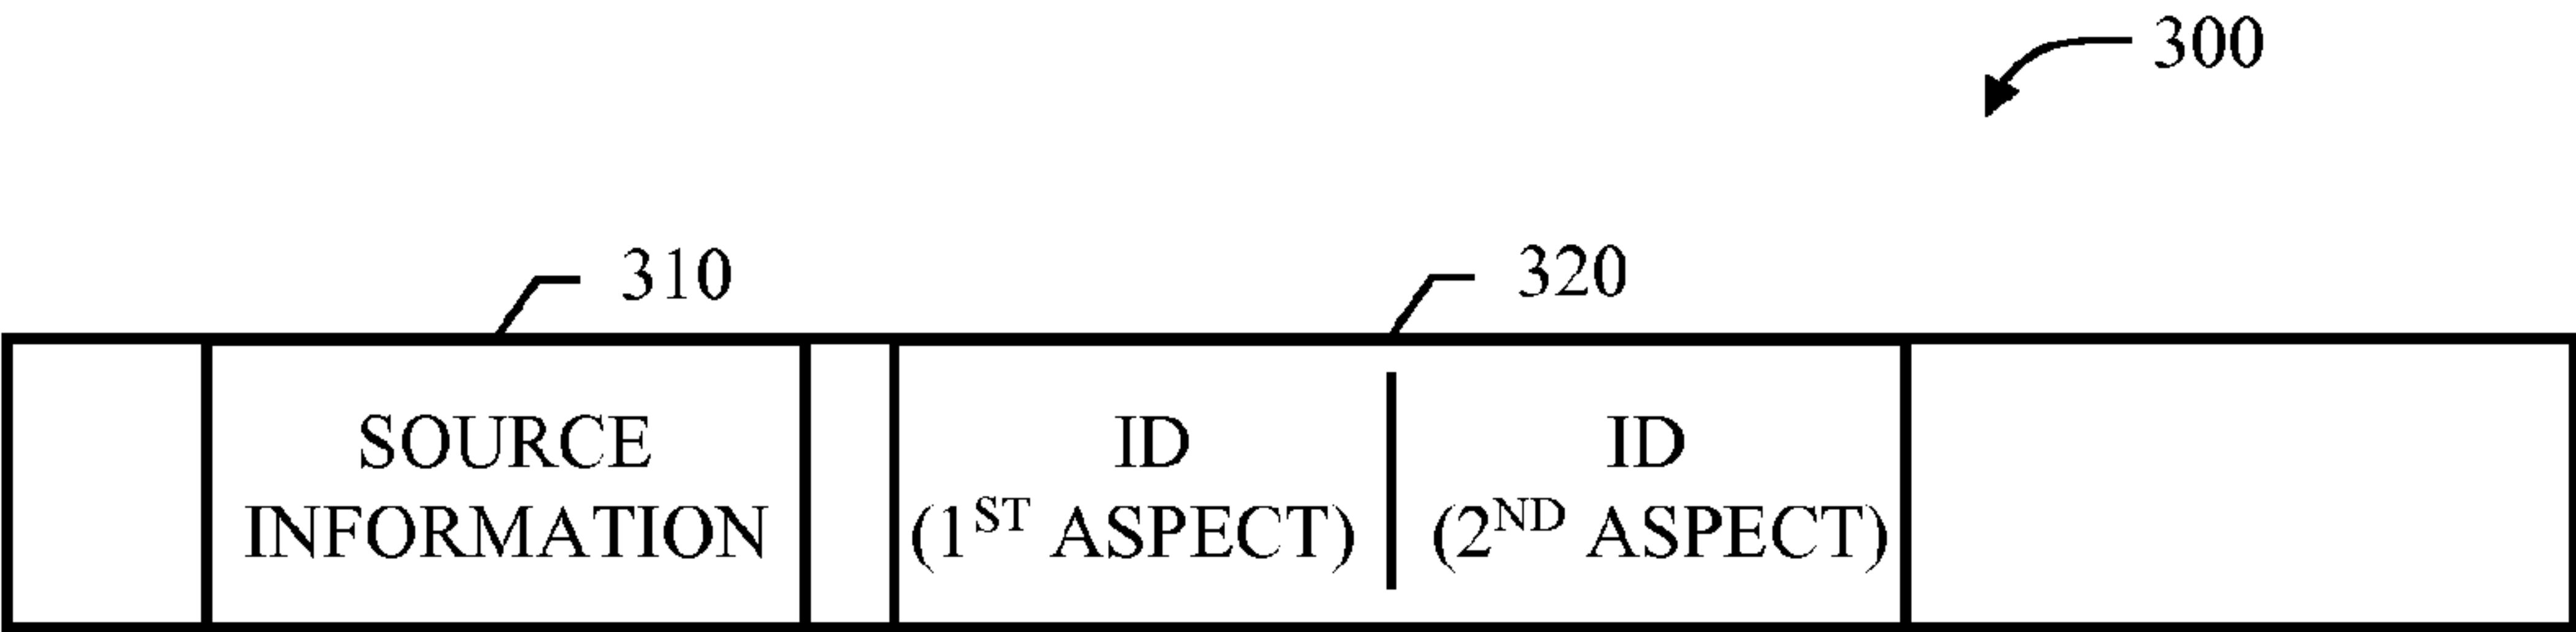 300
310
320
SOURCE
INFORMATION
ID
(1ST ASPECT)
ID
(2ND ASPECT)